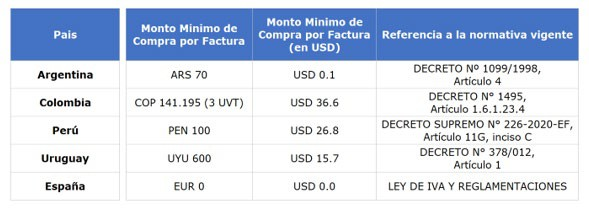 País
Monto Mínimo de
Compra por Factura
Monto Mínimo de
Compra por Factura
(en USD)
Referencia a la normativa vigente
Argentina
ARS 70
USD 0.1
DECRETO Nº 1099/1998,
Artículo 4
Colombia
COP 141.195 (3 UVT)
USD 36.6
DECRETO N° 1495,
Artículo 1.6.1.23.4
Perú
PEN 100
USD 26.8
DECRETO SUPREMO N° 226-2020-EF,
Artículo 11G, inciso C
Uruguay
UYU 600
USD 15.7
DECRETO N° 378/012,
Artículo 1
España
EUR 0
USD 0.0
LEY DE IVA Y REGLAMENTACIONES